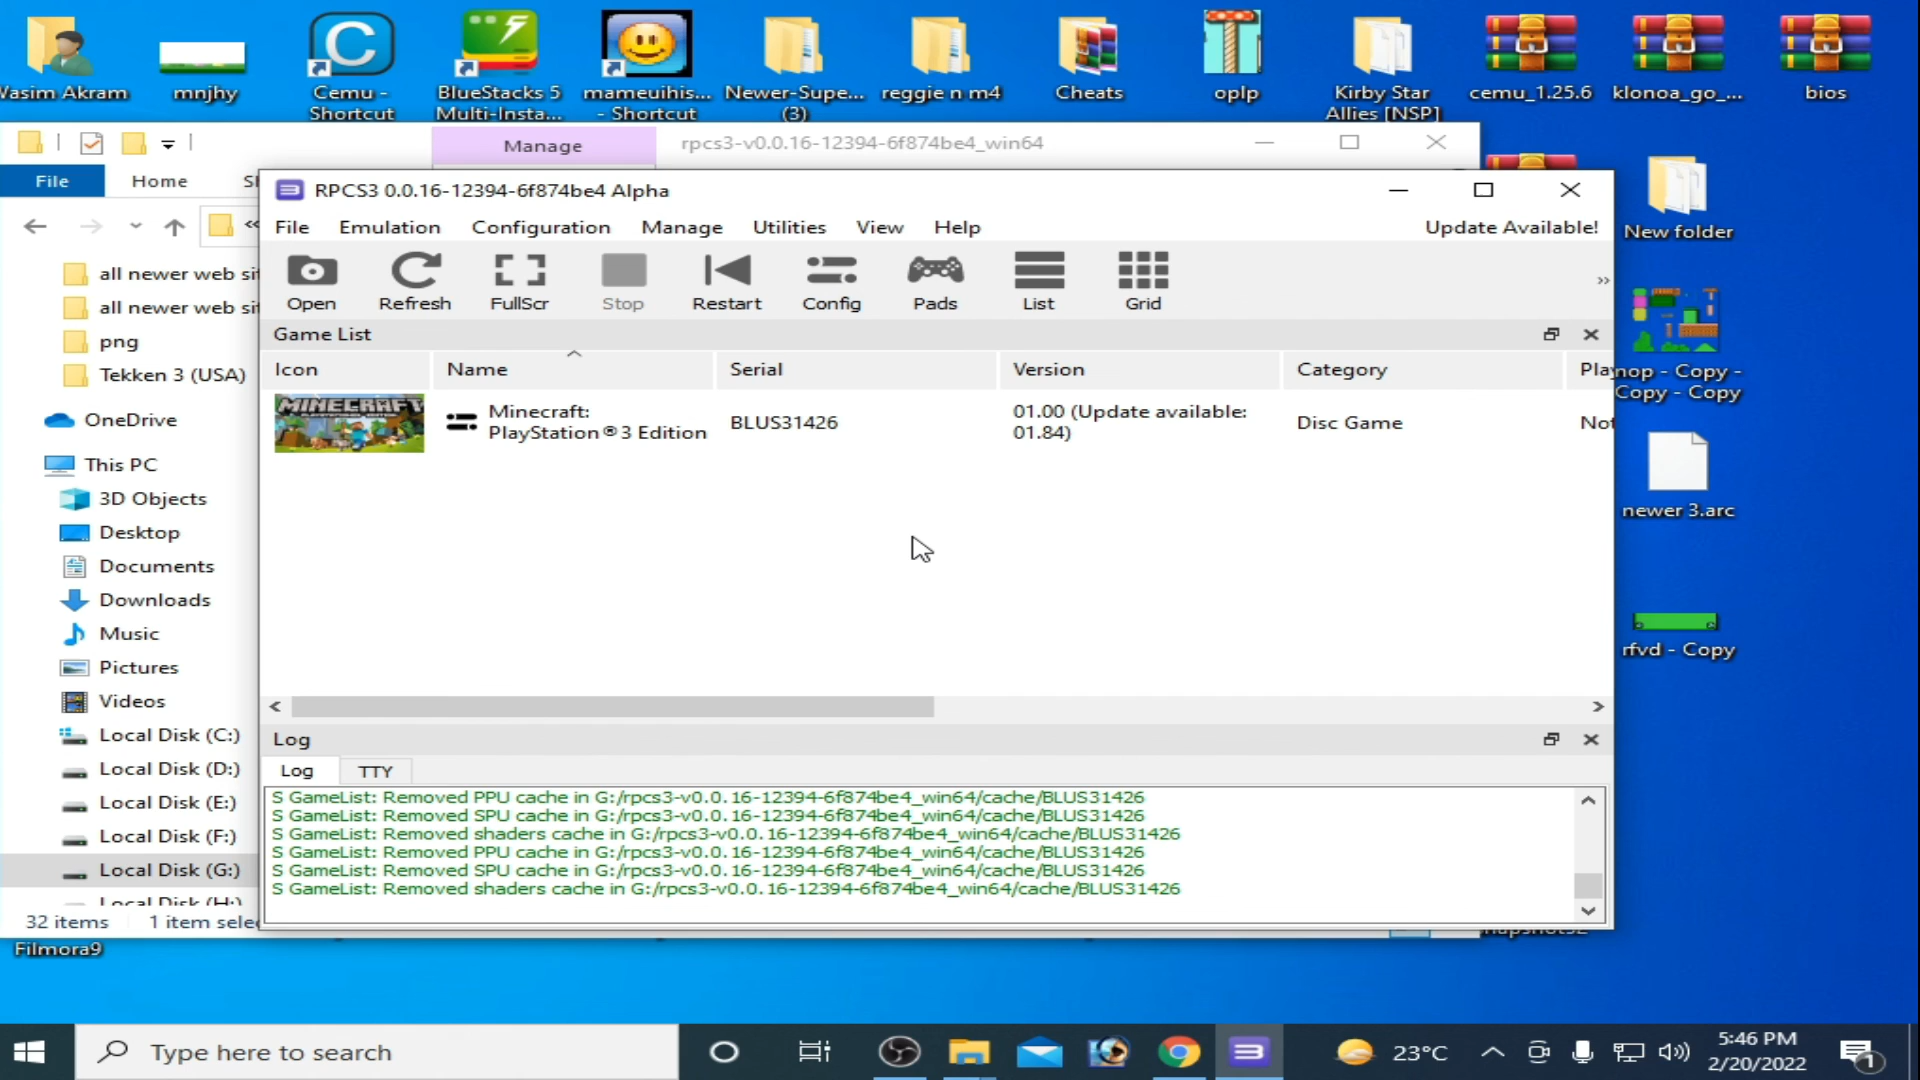 Wasim Akram
mnjhy
Cemu -
Shortcut
BlueStacks 5
Multi-Insta...
mameuihis...
- Shortcut
Newer-Supe...
(3)
reggie n m4
Cheats
oplp
Kirby Star
Allies [NSP]
cemu_1.25.6
klonoa_go_...
bios
Manage
rpcs3-v0.0.16-12394-6f874be4_win64
File
Home
RPCS3 0.0.16-12394-6f874be4 Alpha
File
Emulation
Configuration
Manage
Utilities
View
Help
Update Available!
Open
Refresh
FullScr
Stop
Restart
Config
Pads
List
Grid
Game List
Icon
Name
Serial
Version
Category
Play
MINECRAFT
Minecraft:
PlayStation®3 Edition
BLUS31426
01.00 (Update available:
01.84)
Disc Game
Not
all newer web sit
all newer web sit
png
Tekken 3 (USA)
OneDrive
This PC
3D Objects
Desktop
Documents
Downloads
Music
Pictures
Videos
Local Disk (C:)
Local Disk (D:)
Local Disk (E:)
Local Disk (F:)
Local Disk (G:)
Local Disk (H:)
32 items
1 item sele
Filmora9
New folder
nop - Copy -
Copy - Copy
newer 3.arc
rfvd - Copy
Log
Log
TTY
S GameList: Removed PPU cache in G:/rpcs3-v0.0.16-12394-6f874be4_win64/cache/BLUS31426
S GameList: Removed SPU cache in G:/rpcs3-v0.0.16-12394-6f874be4_win64/cache/BLUS31426
S GameList: Removed shaders cache in G:/rpcs3-v0.0.16-12394-6f874be4_win64/cache/BLUS31426
S GameList: Removed PPU cache in G:/rpcs3-v0.0.16-12394-6f874be4_win64/cache/BLUS31426
S GameList: Removed SPU cache in G:/rpcs3-v0.0.16-12394-6f874be4_win64/cache/BLUS31426
S GameList: Removed shaders cache in G:/rpcs3-v0.0.16-12394-6f874be4_win64/cache/BLUS31426
Type here to search
23°C
5:46 PM
2/20/2022
1